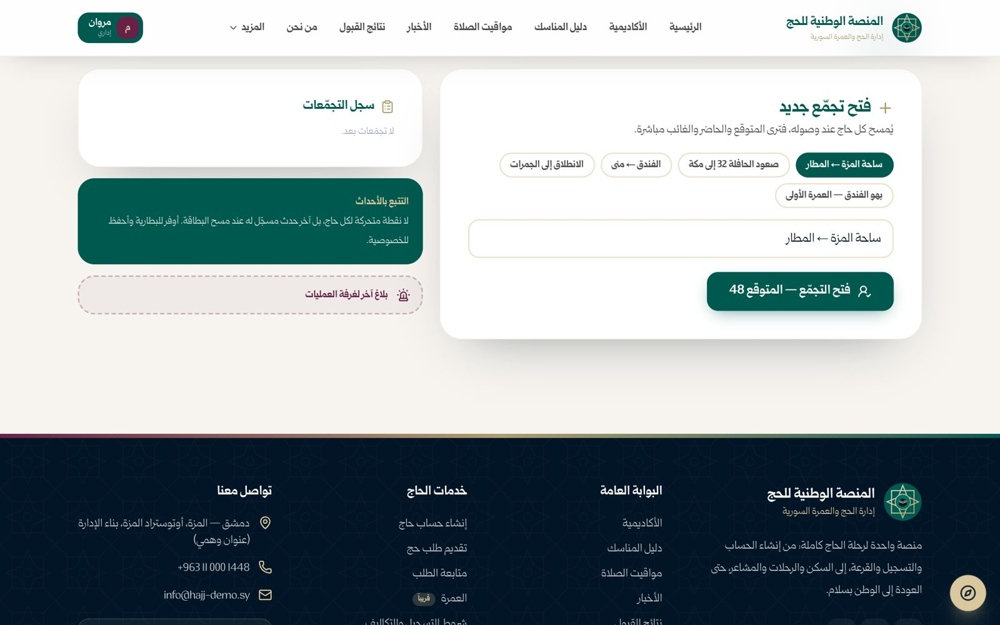 المنصة الوطنية للحج
إدارة الحج والعمرة السورية
الرئيسية
الأكاديمية
دليل المناسك
مواقيت الصلاة
الأخبار
نتائج القبول
من نحن
المزيد
م
مروان
إداري
فتح تجمّع جديد
يُمسح كل حاج عند وصوله، فترى المتوقع والحاضر والغائب مباشرة.
ساحة المزة ← المطار
صعود الحافلة 32 إلى مكة
الفندق ← منى
الانطلاق إلى الجمرات
بهو الفندق — العمرة الأولى
ساحة المزة ← المطار
فتح التجمّع — المتوقع 48
سجل التجمّعات
لا تجمّعات بعد.
التتبع بالأحداث
لا نقطة متحركة لكل حاج، بل آخر حدث مسجّل له عند مسح البطاقة. أوفر للبطارية وأحفظ
للخصوصية.
بلاغ آخر لغرفة العمليات
المنصة الوطنية للحج
إدارة الحج والعمرة السورية
منصة واحدة لرحلة الحاج كاملة: من إنشاء الحساب
والتسجيل والقرعة، إلى السكن والرحلات والمشاعر، حتى
العودة إلى الوطن بسلام.
البوابة العامة
الأكاديمية
دليل المناسك
مواقيت الصلاة
الأخبار
نتائج القبول
خدمات الحاج
إنشاء حساب حاج
تقديم طلب حج
متابعة الطلب
العمرة قريباً
شروط التسجيل والتكاليف
تواصل معنا
دمشق — المزة، أوتوستراد المزة، بناء الإدارة
(عنوان وهمي)
+963 11 000 1448
info@hajj-demo.sy